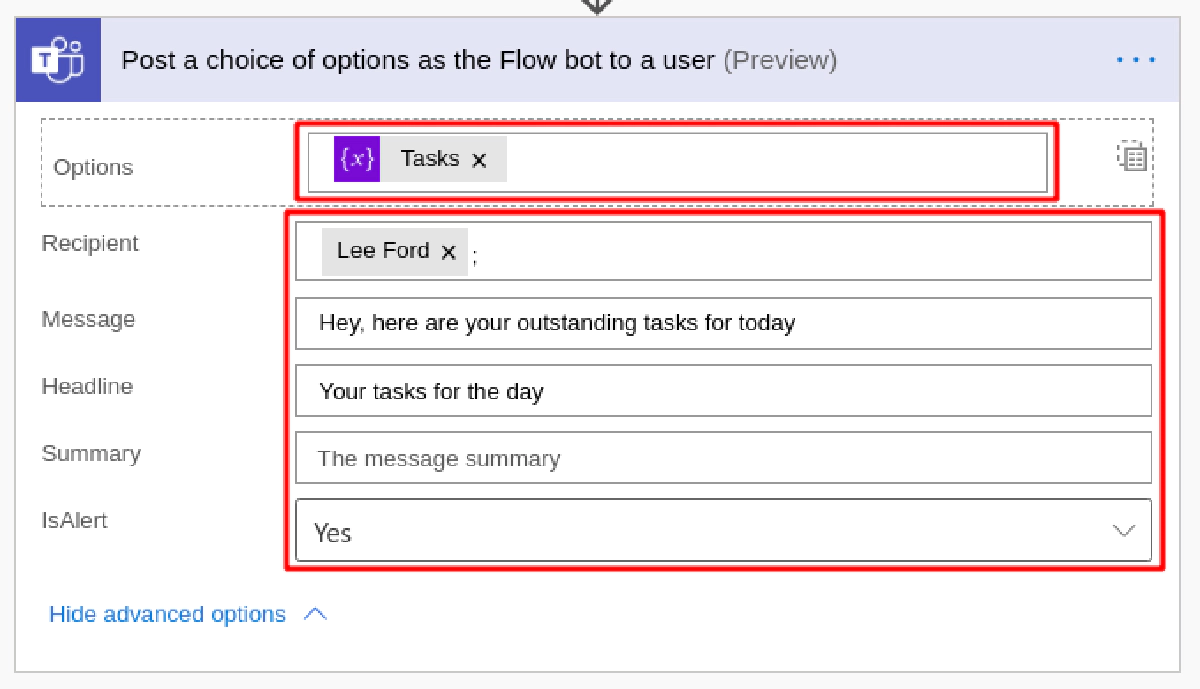 T
Post a choice of options as the Flow bot to a user (Preview)
Options
{x} Tasks ×
Recipient
Lee Ford × ;
Message
Hey, here are your outstanding tasks for today
Headline
Your tasks for the day
Summary
The message summary
IsAlert
Yes
Hide advanced options